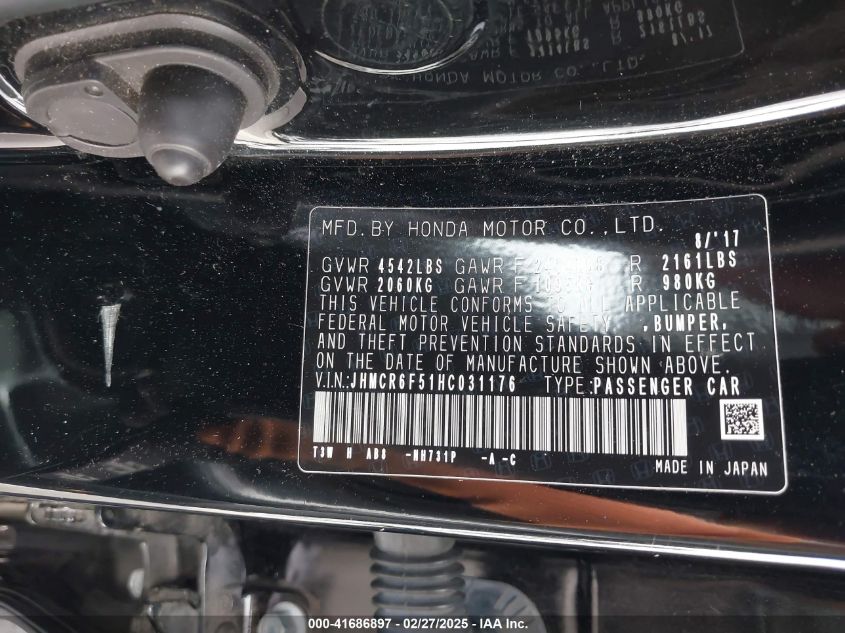 MFD.BY HONDA MOTOR CO.,LTD. 8/'17
GVWR 4542LBS GAWR F R 2161LBS
GVWR 2060KG GAWR F R 980KG
THIS VEHICLE CONFORMS TO ALL APPLICABLE
FEDERAL MOTOR VEHICLE SAFETY, ,BUMPER,
AND THEFT PREVENTION STANDARDS IN EFFECT
ON THE DATE OF MANUFACTURE SHOWN ABOVE.
V.I.N:JHMCR6F51HC031176 TYPE:PASSENGER CAR
T3W H AB8 -NH731P -A -C
MADE IN JAPAN
000-41686897 - 02/27/2025 - IAA Inc.